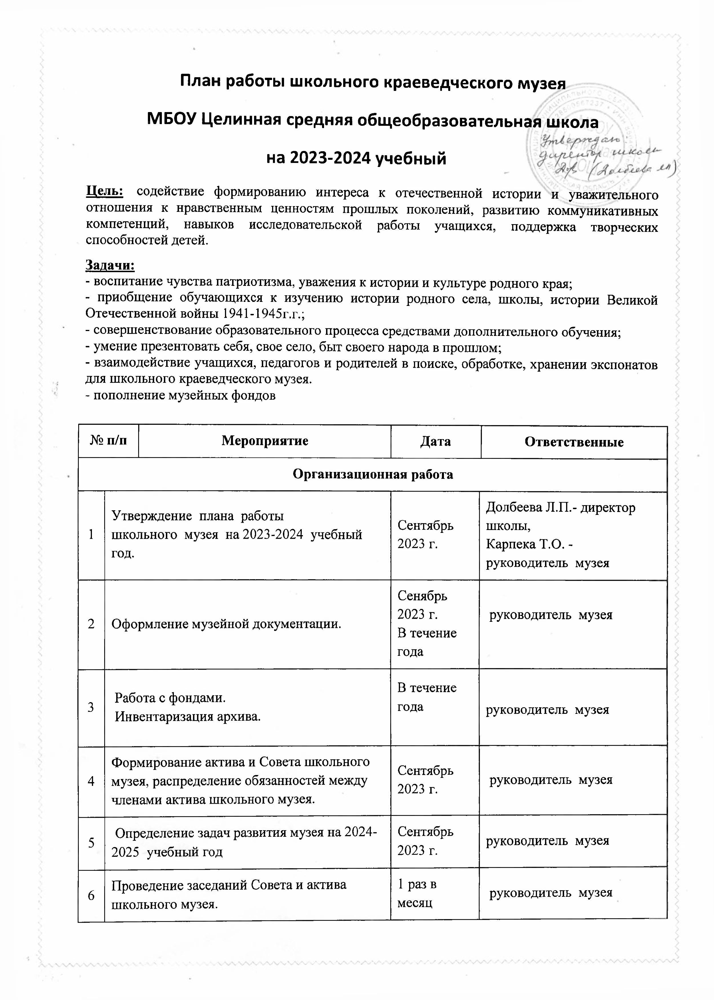 План работы школьного краеведческого музея
МБОУ Целинная средняя общеобразовательная школа
на 2023-2024 учебный
Утверждаю:
директор школы
(Долбеева ЛП)
Цель: содействие формированию интереса к отечественной истории и уважительного
отношения к нравственным ценностям прошлых поколений, развитию коммуникативных
компетенций, навыков исследовательской работы учащихся, поддержка творческих
способностей детей.
Задачи:
- воспитание чувства патриотизма, уважения к истории и культуре родного края;
- приобщение обучающихся к изучению истории родного села, школы, истории Великой
Отечественной войны 1941-1945г.г.;
- совершенствование образовательного процесса средствами дополнительного обучения;
- умение презентовать себя, свое село, быт своего народа в прошлом;
- взаимодействие учащихся, педагогов и родителей в поиске, обработке, хранении экспонатов
для школьного краеведческого музея.
- пополнение музейных фондов
№ п/п Мероприятие Дата Ответственные
Организационная работа
1
Утверждение плана работы
школьного музея на 2023-2024 учебный
год.
Сентябрь
2023 г.
Долбеева Л.П.- директор
школы,
Карпека Т.О. -
руководитель музея
2
Оформление музейной документации.
Сенябрь
2023 г.
В течение
года
руководитель музея
3
Работа с фондами.
Инвентаризация архива.
В течение
года
руководитель музея
4
Формирование актива и Совета школьного
музея, распределение обязанностей между
членами актива школьного музея.
Сентябрь
2023 г.
руководитель музея
5
Определение задач развития музея на 2024-
2025 учебный год
Сентябрь
2023 г.
руководитель музея
6
Проведение заседаний Совета и актива
школьного музея.
1 раз в
месяц
руководитель музея